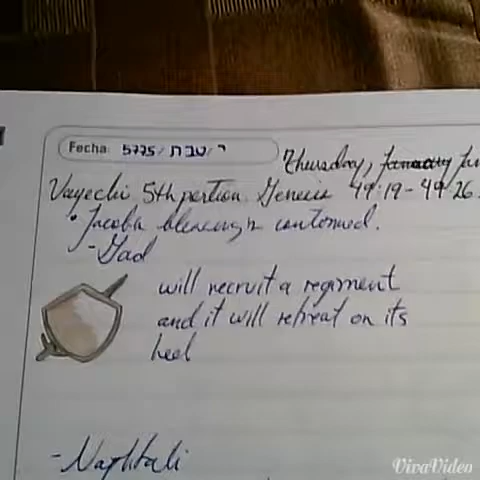 Fecha: 5775/טבת/י
Thursday, January
Vayechi 5th portion. Genesis 49:19-49:26.
• Jacob's blessings continued.
- Gad
will recruit a regiment
and it will retreat on its
heel
- Naphtali
VivaVideo